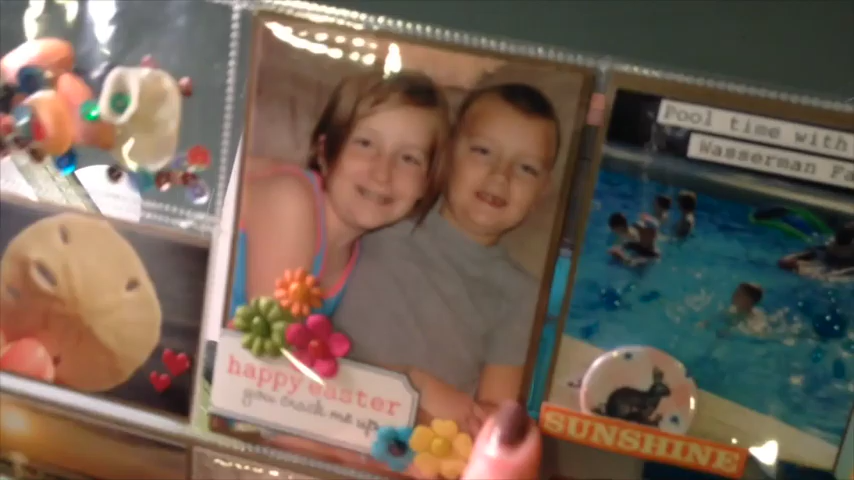 Pool time with
Wasserman Fa
happy easter
you crack me up
SUNSHINE